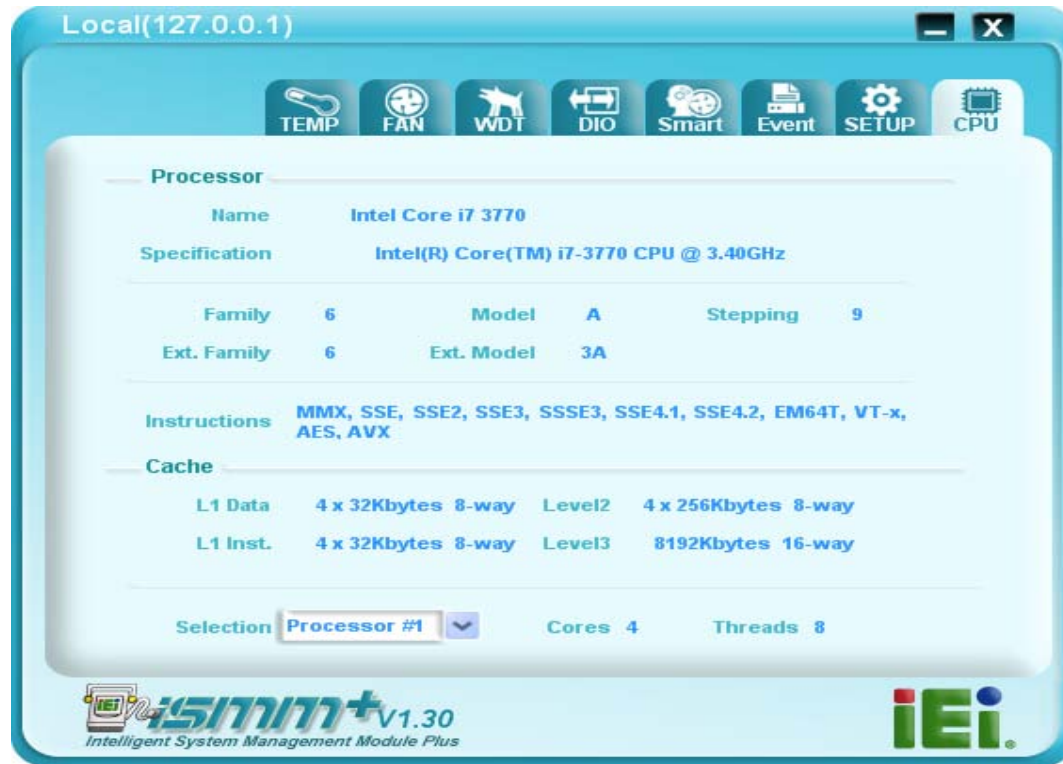 Local(127.0.0.1)
TEMP FAN WDT DIO Smart Event SETUP CPU
Processor
Name Intel Core i7 3770
Specification Intel(R) Core(TM) i7-3770 CPU @ 3.40GHz
Family 6 Model A Stepping 9
Ext. Family 6 Ext. Model 3A
Instructions MMX, SSE, SSE2, SSE3, SSSE3, SSE4.1, SSE4.2, EM64T, VT-x,
AES, AVX
Cache
L1 Data 4 x 32Kbytes 8-way Level2 4 x 256Kbytes 8-way
L1 Inst. 4 x 32Kbytes 8-way Level3 8192Kbytes 16-way
Selection Processor #1 Cores 4 Threads 8
iEi iSMM+ V1.30
Intelligent System Management Module Plus
iEi